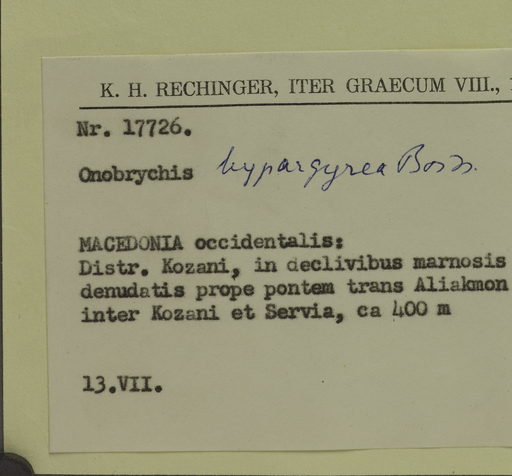 K. H. RECHINGER, ITER GRAECUM VIII.,
Nr. 17726.
Onobrychis hypargyrea Boiss.
MACEDONIA occidentalis:
Distr. Kozani, in declivibus marnosis
denudatis prope pontem trans Aliakmon
inter Kozani et Servia, ca 400 m
13.VII.